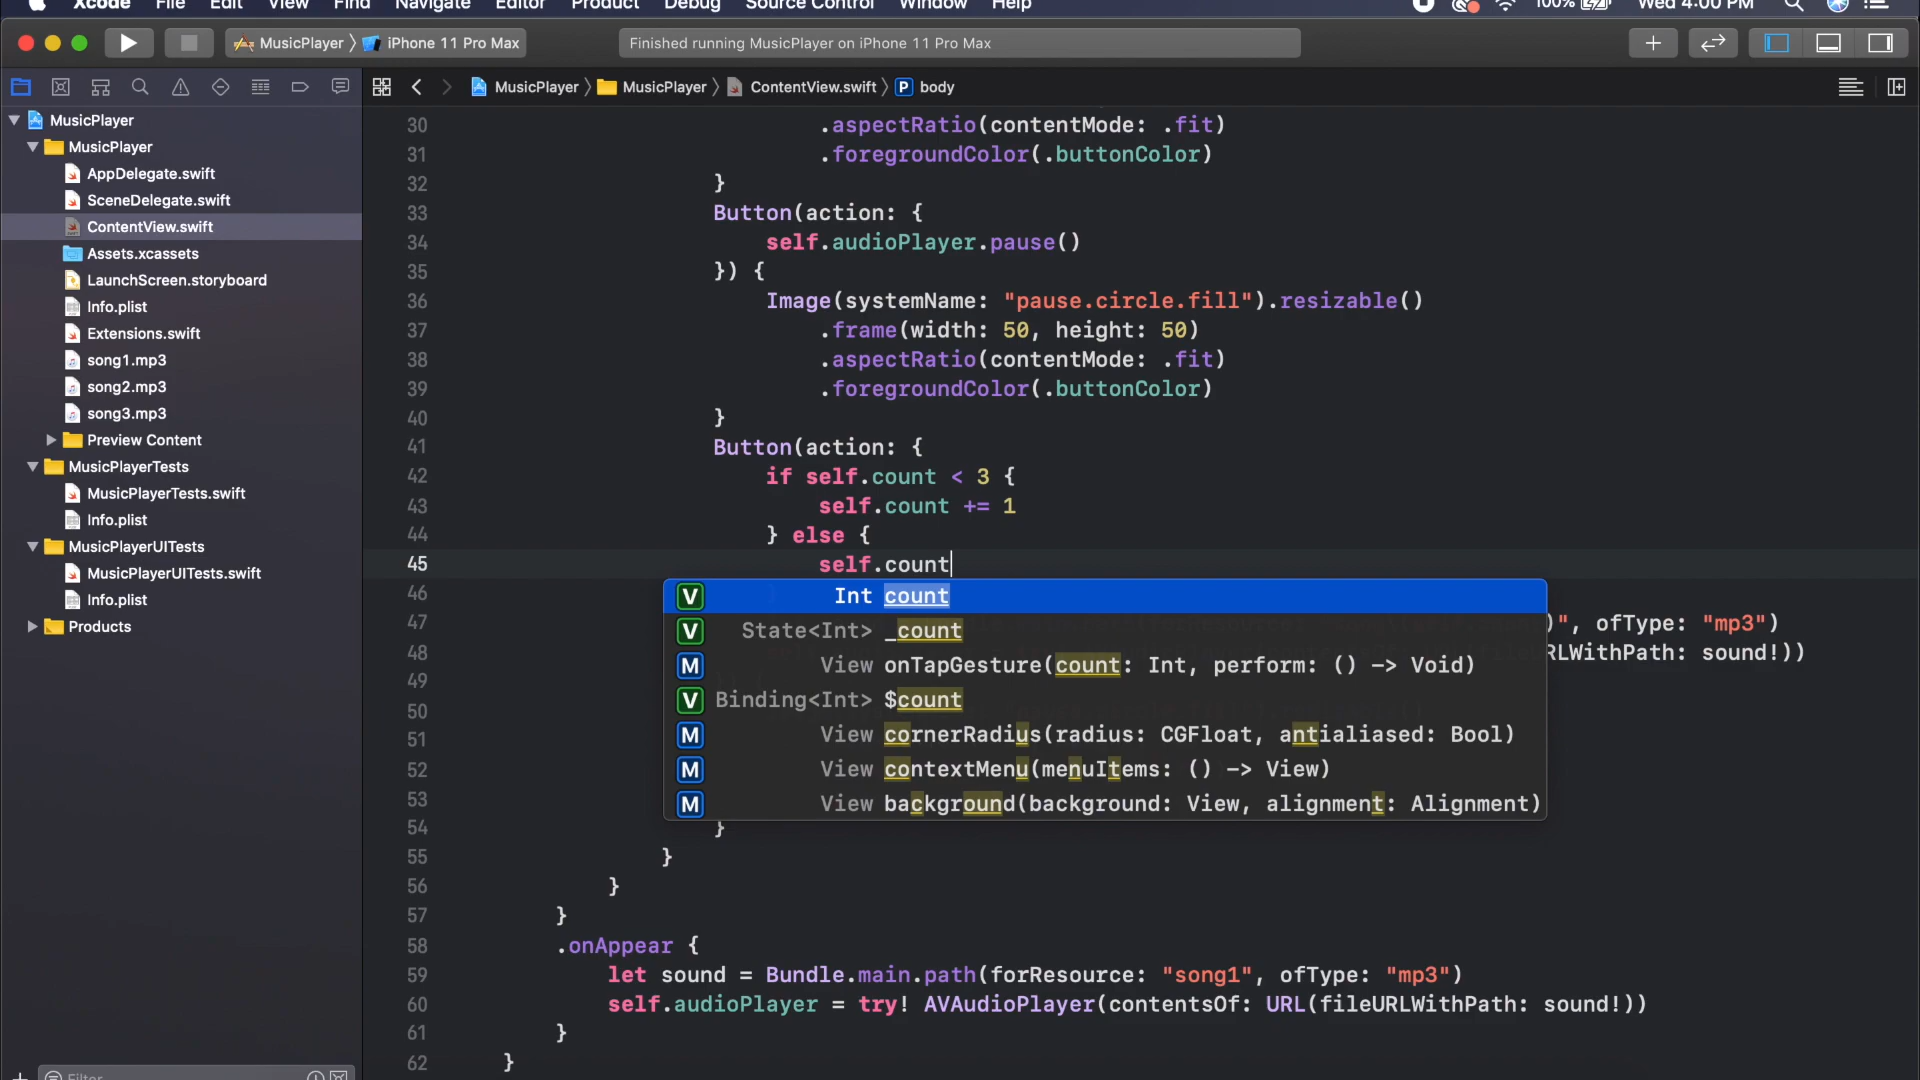 Xcode File Edit View Find Navigate Editor Product Debug Source Control Window Help 100% Wed 4:00 PM
MusicPlayer iPhone 11 Pro Max Finished running MusicPlayer on iPhone 11 Pro Max
MusicPlayer MusicPlayer ContentView.swift P body
MusicPlayer
MusicPlayer
AppDelegate.swift
SceneDelegate.swift
ContentView.swift
Assets.xcassets
LaunchScreen.storyboard
Info.plist
Extensions.swift
song1.mp3
song2.mp3
song3.mp3
Preview Content
MusicPlayerTests
MusicPlayerTests.swift
Info.plist
MusicPlayerUITests
MusicPlayerUITests.swift
Info.plist
Products
Filter
30 .aspectRatio(contentMode: .fit)
31 .foregroundColor(.buttonColor)
32 }
33 Button(action: {
34 self.audioPlayer.pause()
35 }) {
36 Image(systemName: "pause.circle.fill").resizable()
37 .frame(width: 50, height: 50)
38 .aspectRatio(contentMode: .fit)
39 .foregroundColor(.buttonColor)
40 }
41 Button(action: {
42 if self.count < 3 {
43 self.count += 1
44 } else {
45 self.count
46
47 )", ofType: "mp3")
48 RLWithPath: sound!))
49
50
51
52
53
54 }
55 }
56 }
57 }
58 .onAppear {
59 let sound = Bundle.main.path(forResource: "song1", ofType: "mp3")
60 self.audioPlayer = try! AVAudioPlayer(contentsOf: URL(fileURLWithPath: sound!))
61 }
62 }
V Int count
V State<Int> _count
M View onTapGesture(count: Int, perform: () -> Void)
V Binding<Int> $count
M View cornerRadius(radius: CGFloat, antialiased: Bool)
M View contextMenu(menuItems: () -> View)
M View background(background: View, alignment: Alignment)